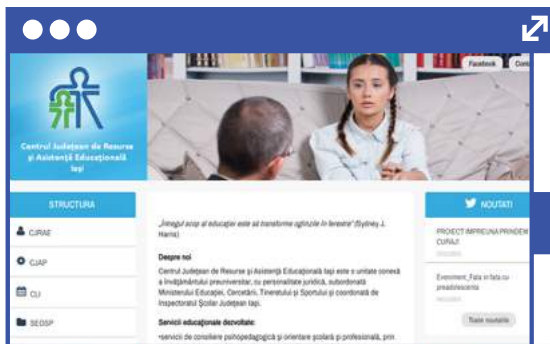 Facebook
Centrul Județean de Resurse
și Asistență Educațională
Iași
STRUCTURA
CJRAE
CJAP
CLI
SEOSP
„Întregul scop al educației este să transforme oglinzile în ferestre” (Sydney J.
Harris)
Despre noi
Centrul Județean de Resurse și Asistență Educațională Iași este o unitate conexă
a învățământului preuniversitar, cu personalitate juridică, subordonată
Ministerului Educației, Cercetării, Tineretului și Sportului și coordonată de
Inspectoratul Școlar Județean Iași.
Servicii educaționale dezvoltate:
•servicii de consiliere psihopedagogică și orientare școlară și profesională, prin
NOUTATI
PROIECT IMPREUNA PRINDEM
CURAJ!
Eveniment_Fata in fata cu
preadolescenta
Toate noutatile